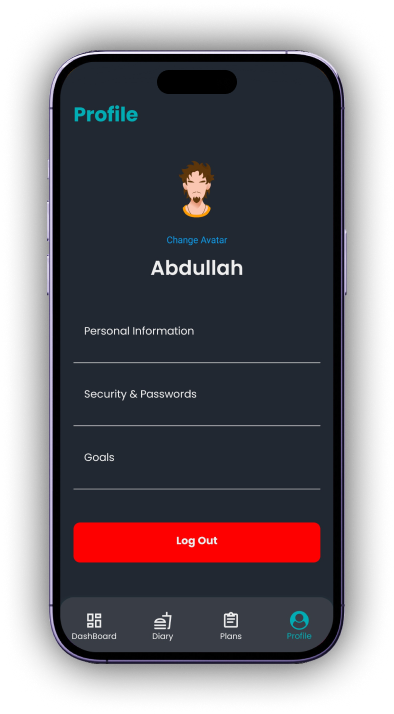 Profile
Change Avatar
Abdullah
Personal Information
Security & Passwords
Goals
Log Out
DashBoard
Diary
Plans
Profile